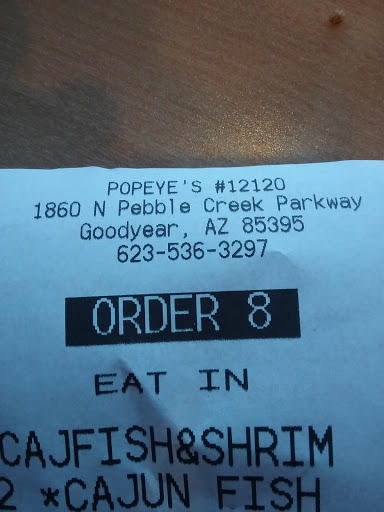 POPEYE'S #12120
1860 N Pebble Creek Parkway
Goodyear, AZ 85395
623-536-3297
ORDER 8
EAT IN
CAJFISH&SHRIM
2 *CAJUN FISH